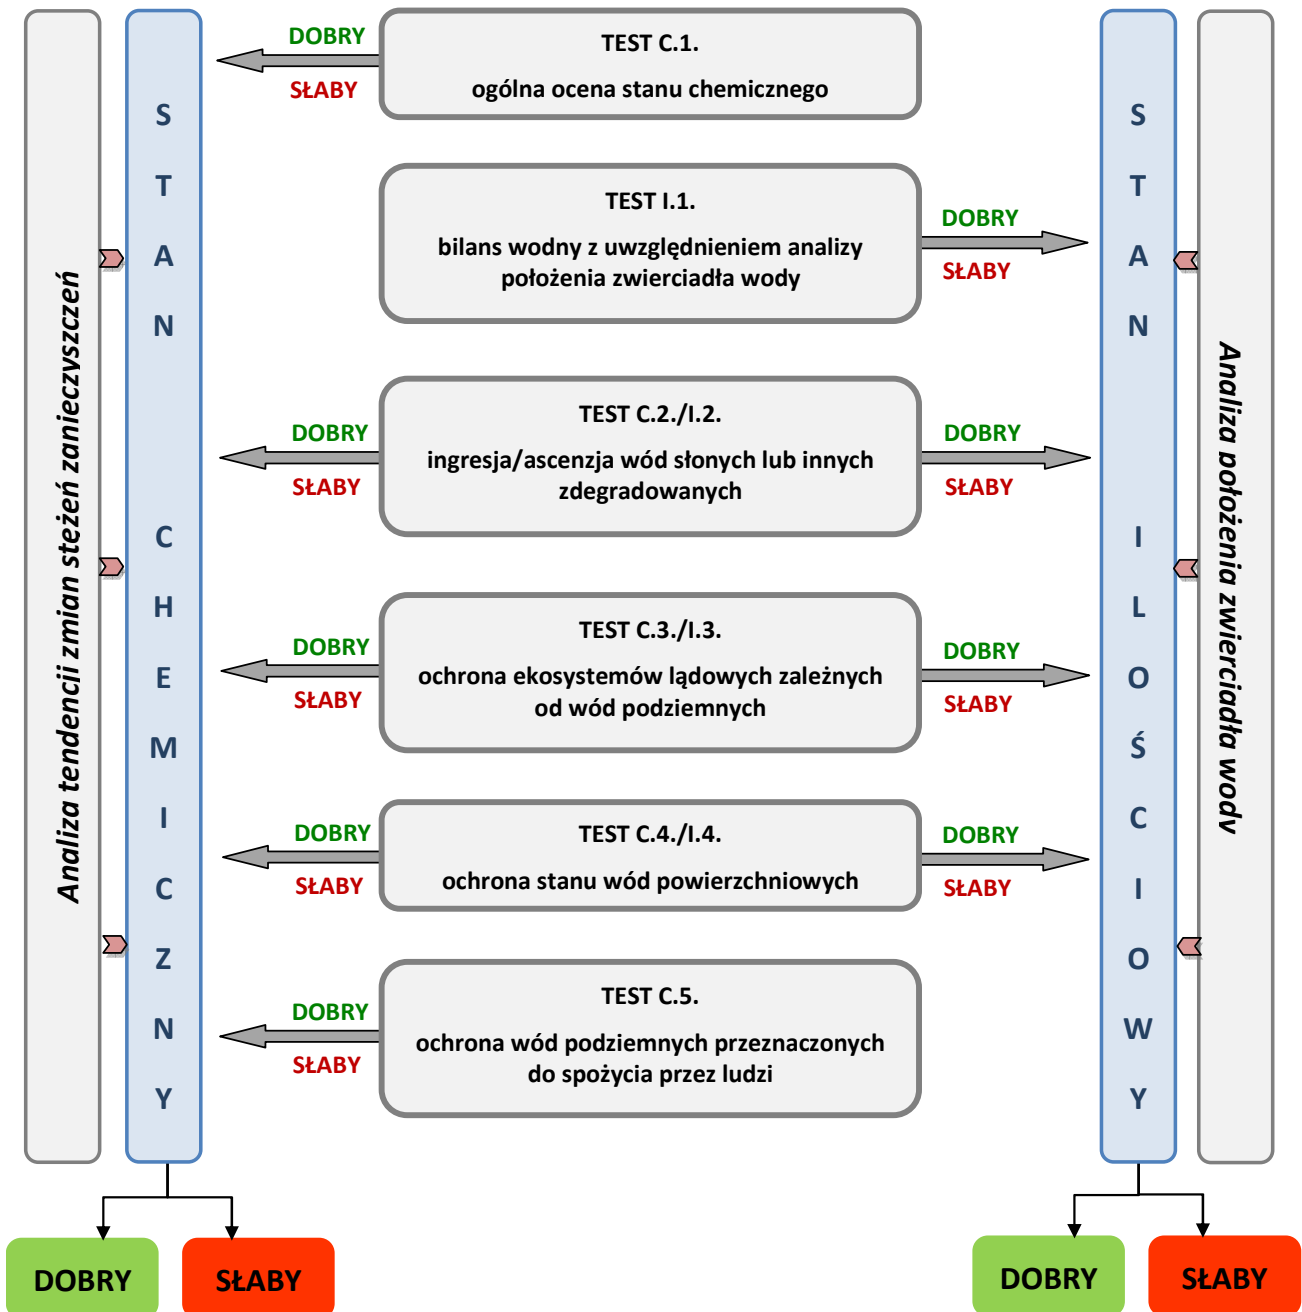 Analiza tendencji zmian stężeń zanieczyszczeń
STAN CHEMICZNY
DOBRY
SŁABY
TEST C.1.
ogólna ocena stanu chemicznego
TEST I.1.
bilans wodny z uwzględnieniem analizy
położenia zwierciadła wody
DOBRY
SŁABY
DOBRY
SŁABY
TEST C.2./I.2.
ingresja/ascenzja wód słonych lub innych
zdegradowanych
DOBRY
SŁABY
DOBRY
SŁABY
TEST C.3./I.3.
ochrona ekosystemów lądowych zależnych
od wód podziemnych
DOBRY
SŁABY
DOBRY
SŁABY
TEST C.4./I.4.
ochrona stanu wód powierzchniowych
DOBRY
SŁABY
DOBRY
SŁABY
TEST C.5.
ochrona wód podziemnych przeznaczonych
do spożycia przez ludzi
STAN ILOŚCIOWY
Analiza położenia zwierciadła wody
DOBRY
SŁABY
DOBRY
SŁABY